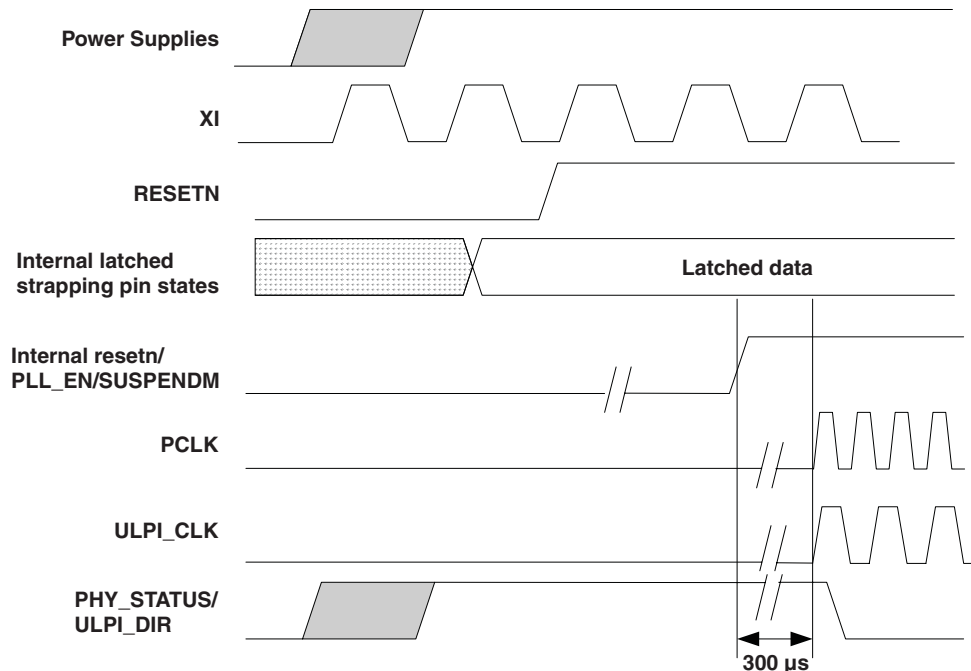 Power Supplies
XI
RESETN
Internal latched
strapping pin states
Latched data
Internal resetn/
PLL_EN/SUSPENDM
PCLK
ULPI_CLK
PHY_STATUS/
ULPI_DIR
300 µs